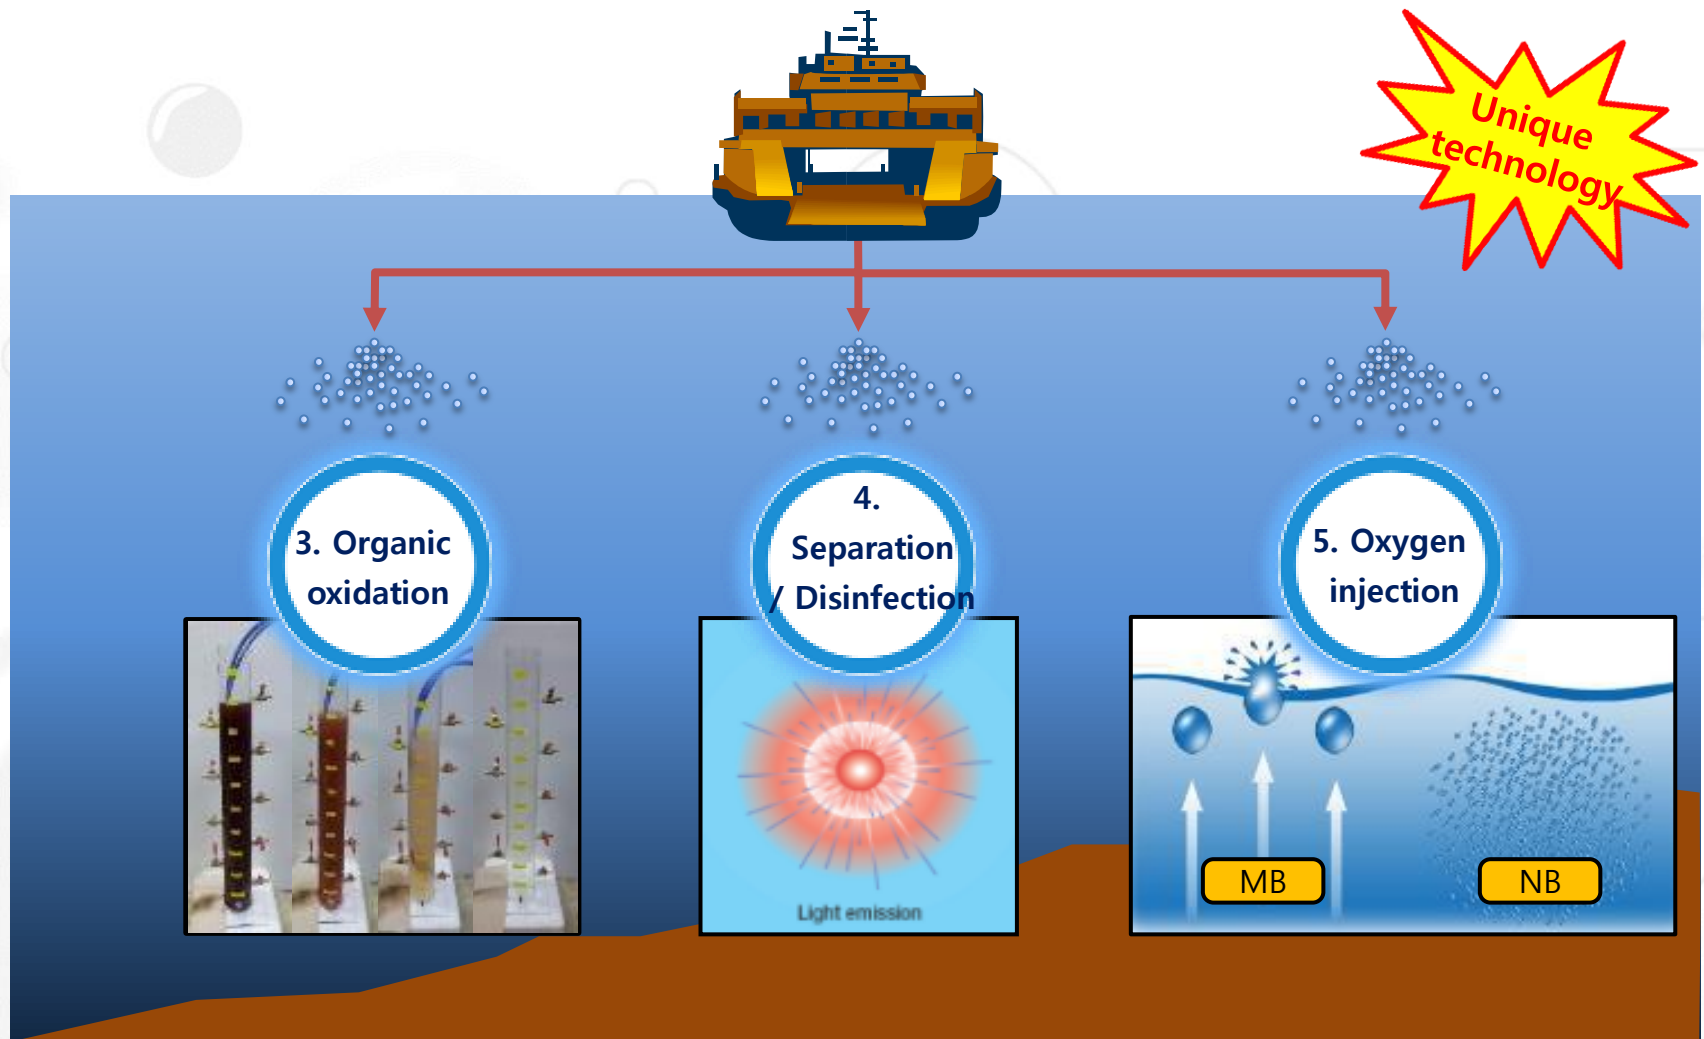 Unique
technology
3. Organic
oxidation
4.
Separation
/ Disinfection
5. Oxygen
injection
Light emission
MB
NB